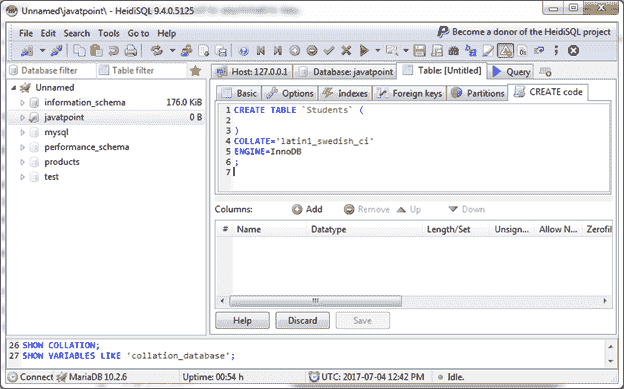 Unnamed\javatpoint\ - HeidiSQL 9.4.0.5125
File Edit Search Tools Go to Help
Become a donor of the HeidiSQL project
Database filter Table filter
Host: 127.0.0.1 Database: javatpoint Table: [Untitled] Query
Unnamed
information_schema 176.0 KiB
javatpoint 0 B
mysql
performance_schema
products
test
Basic Options Indexes Foreign keys Partitions CREATE code
1 CREATE TABLE `Students` (
2
3 )
4 COLLATE='latin1_swedish_ci'
5 ENGINE=InnoDB
6 ;
7
Columns: Add Remove Up Down
# Name Datatype Length/Set Unsign... Allow N... Zerofil
Help Discard Save
26 SHOW COLLATION;
27 SHOW VARIABLES LIKE 'collation_database';
Connect MariaDB 10.2.6 Uptime: 00:54 h UTC: 2017-07-04 12:42 PM Idle.